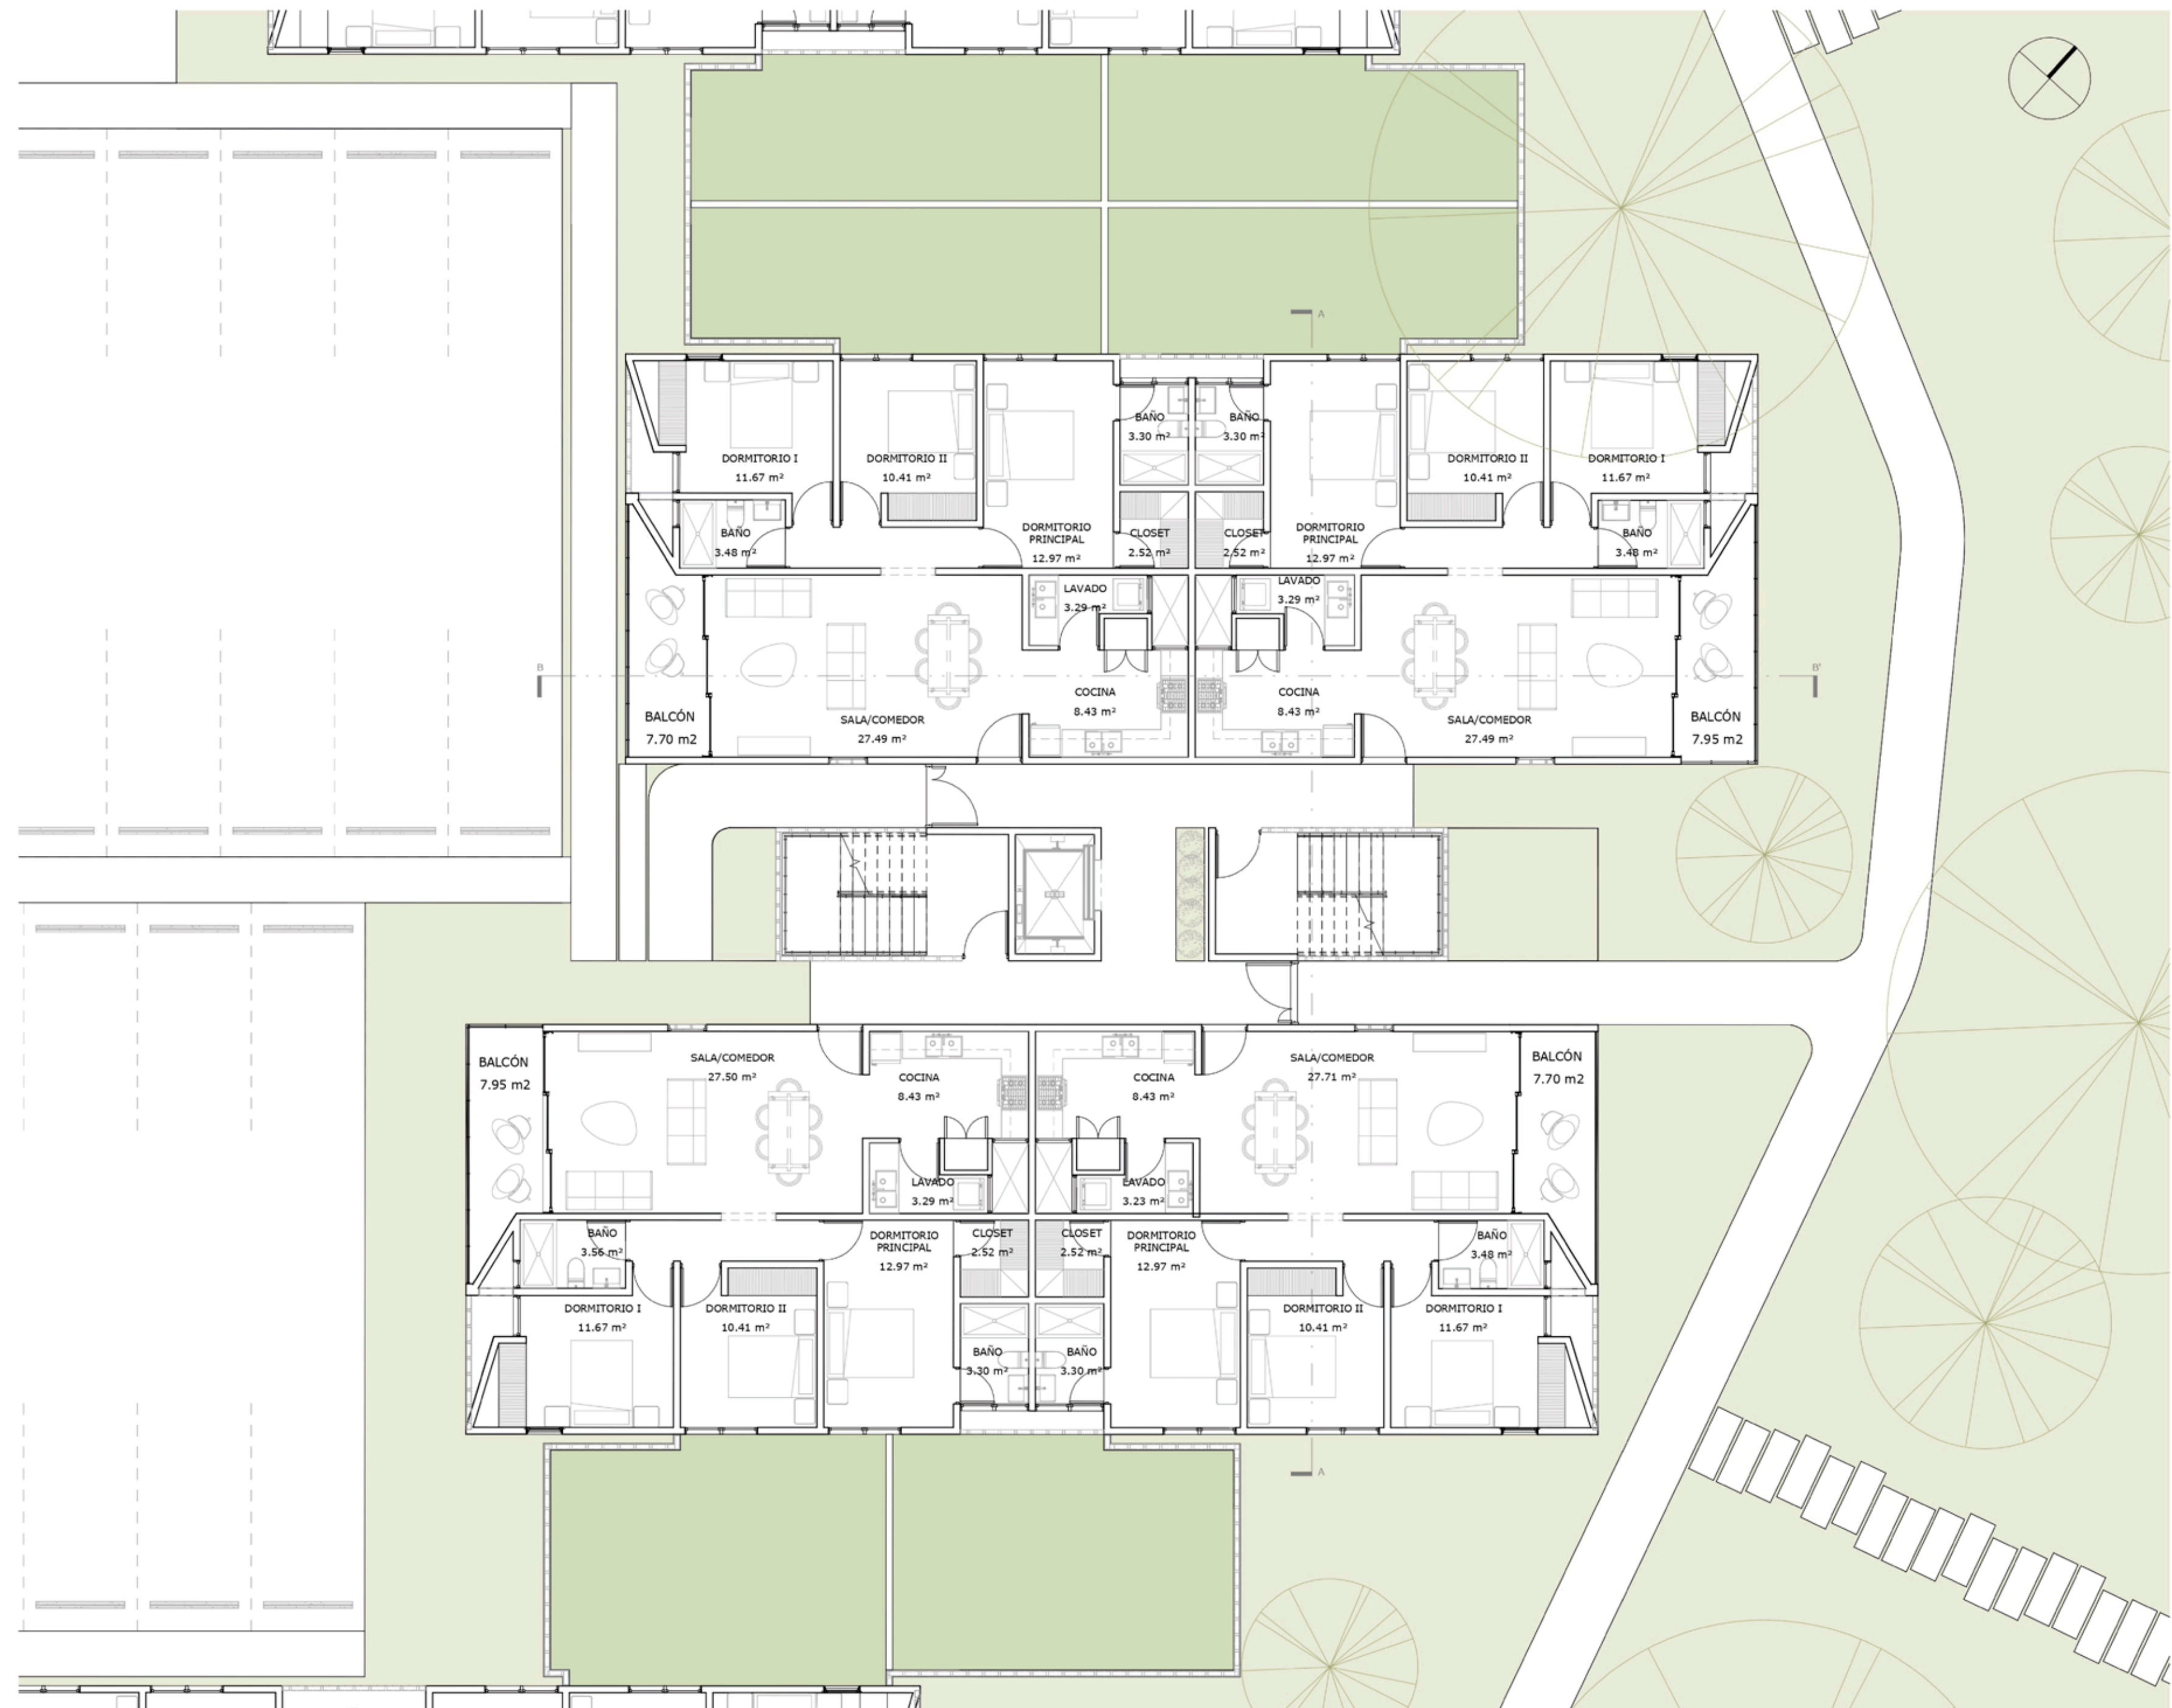 A
DORMITORIO I
11.67 m²
DORMITORIO II
10.41 m²
DORMITORIO
PRINCIPAL
12.97 m²
BAÑO
3.30 m²
BAÑO
3.30 m²
DORMITORIO
PRINCIPAL
12.97 m²
DORMITORIO II
10.41 m²
DORMITORIO I
11.67 m²
BAÑO
3.48 m²
CLOSET
2.52 m²
CLOSET
2.52 m²
BAÑO
3.48 m²
LAVADO
3.29 m²
LAVADO
3.29 m²
B
B'
BALCÓN
7.70 m2
SALA/COMEDOR
27.49 m²
COCINA
8.43 m²
COCINA
8.43 m²
SALA/COMEDOR
27.49 m²
BALCÓN
7.95 m2
BALCÓN
7.95 m2
SALA/COMEDOR
27.50 m²
COCINA
8.43 m²
COCINA
8.43 m²
SALA/COMEDOR
27.71 m²
BALCÓN
7.70 m2
LAVADO
3.29 m²
LAVADO
3.23 m²
BAÑO
3.56 m²
DORMITORIO
PRINCIPAL
12.97 m²
CLOSET
2.52 m²
CLOSET
2.52 m²
DORMITORIO
PRINCIPAL
12.97 m²
BAÑO
3.48 m²
DORMITORIO I
11.67 m²
DORMITORIO II
10.41 m²
BAÑO
3.30 m²
BAÑO
3.30 m²
DORMITORIO II
10.41 m²
DORMITORIO I
11.67 m²
A